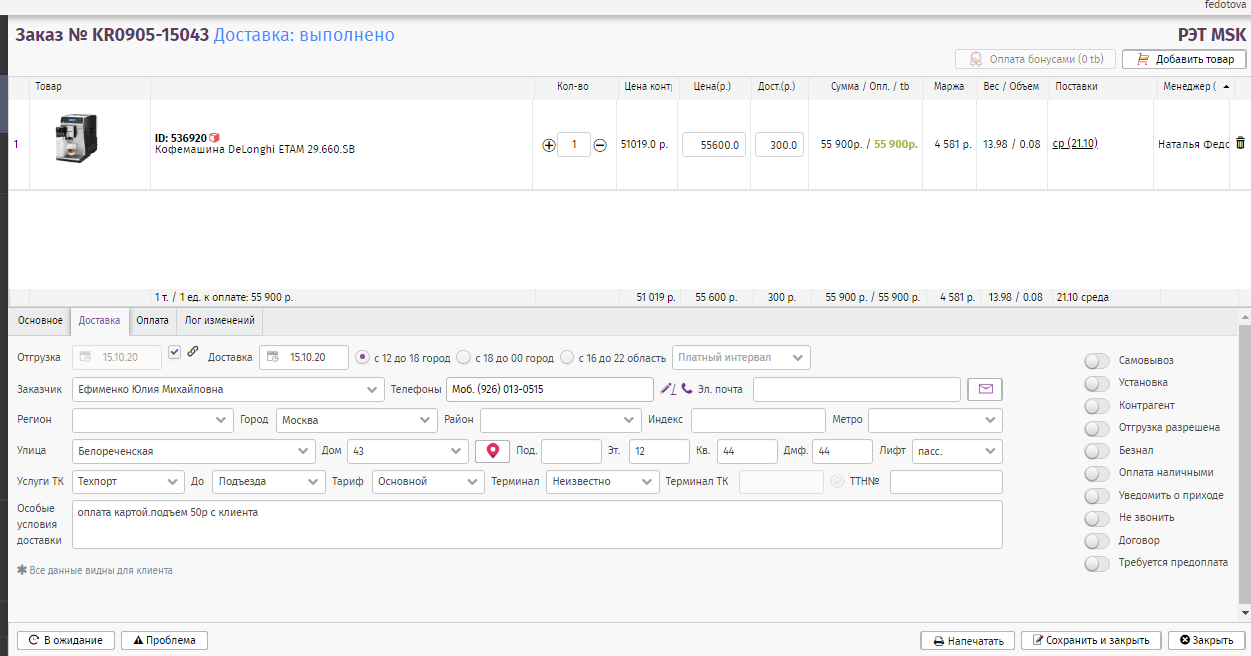 fedotova
Заказ № KR0905-15043 Доставка: выполнено
РЭТ MSK
Оплата бонусами (0 tb) Добавить товар
Товар Кол-во Цена конт Цена(р.) Дост.(р.) Сумма / Опл. / tb Маржа Вес / Объем Поставки Менеджер (
1 ID: 536920
Кофемашина DeLonghi ETAM 29.660.SB
1 51019.0 р. 55600.0 300.0 55 900р. / 55 900р. 4 581 р. 13.98 / 0.08 ср (21.10) Наталья Федо
1 т. / 1 ед. к оплате: 55 900 р. 51 019 р. 55 600 р. 300 р. 55 900 р. / 55 900 р. 4 581 р. 13.98 / 0.08 21.10 среда
Основное Доставка Оплата Лог изменений
Отгрузка 15.10.20 Доставка 15.10.20 с 12 до 18 город с 18 до 00 город с 16 до 22 область Платный интервал
Заказчик Ефименко Юлия Михайловна Телефоны Моб. (926) 013-0515 Эл. почта
Регион Город Москва Район Индекс Метро
Улица Белореченская Дом 43 Под. Эт. 12 Кв. 44 Дмф. 44 Лифт пасс.
Услуги ТК Техпорт До Подъезда Тариф Основной Терминал Неизвестно Терминал ТК ТТН№
Особые
условия
доставки
оплата картой.подъем 50р с клиента
Все данные видны для клиента
Самовывоз
Установка
Контрагент
Отгрузка разрешена
Безнал
Оплата наличными
Уведомить о приходе
Не звонить
Договор
Требуется предоплата
В ожидание Проблема Напечатать Сохранить и закрыть Закрыть